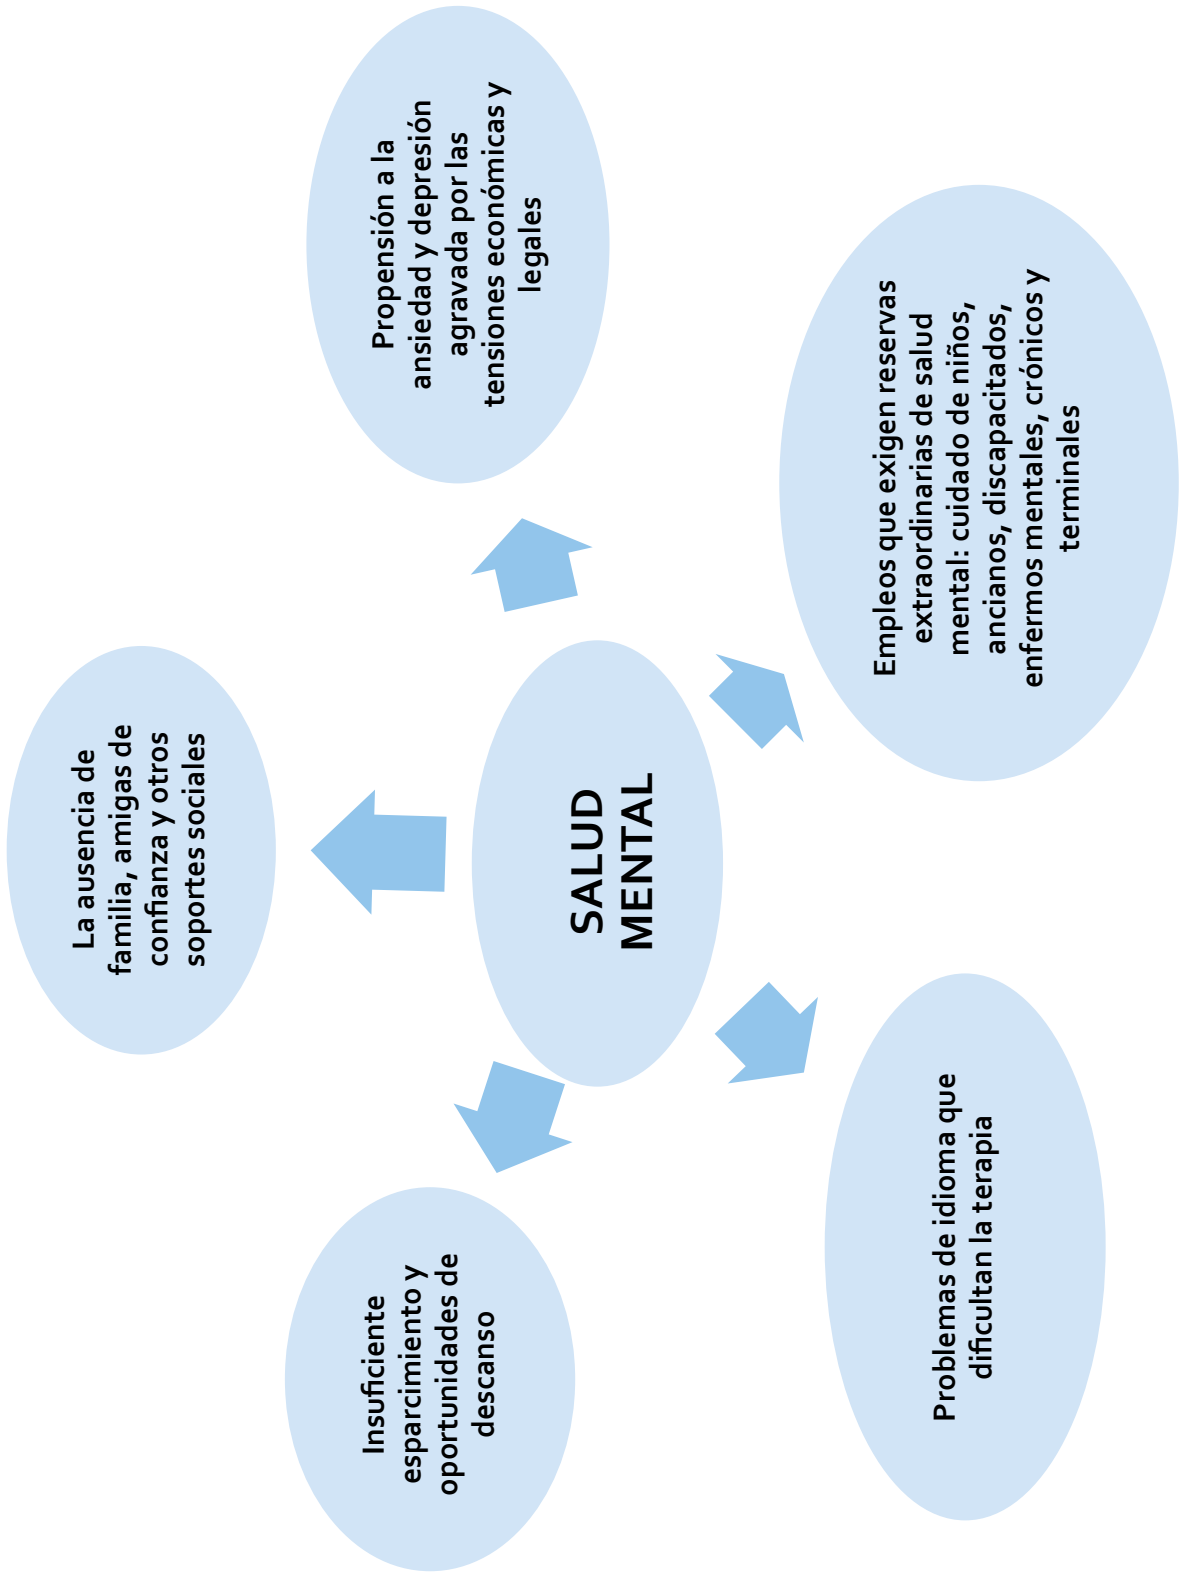 La ausencia de
familia, amigas de
confianza y otros
soportes sociales
Propensión a la
ansiedad y depresión
agravada por las
tensiones económicas y
legales
Empleos que exigen reservas
extraordinarias de salud
mental: cuidado de niños,
ancianos, discapacitados,
enfermos mentales, crónicos y
terminales
Problemas de idioma que
dificultan la terapia
Insuficiente
esparcimiento y
oportunidades de
descanso
SALUD
MENTAL